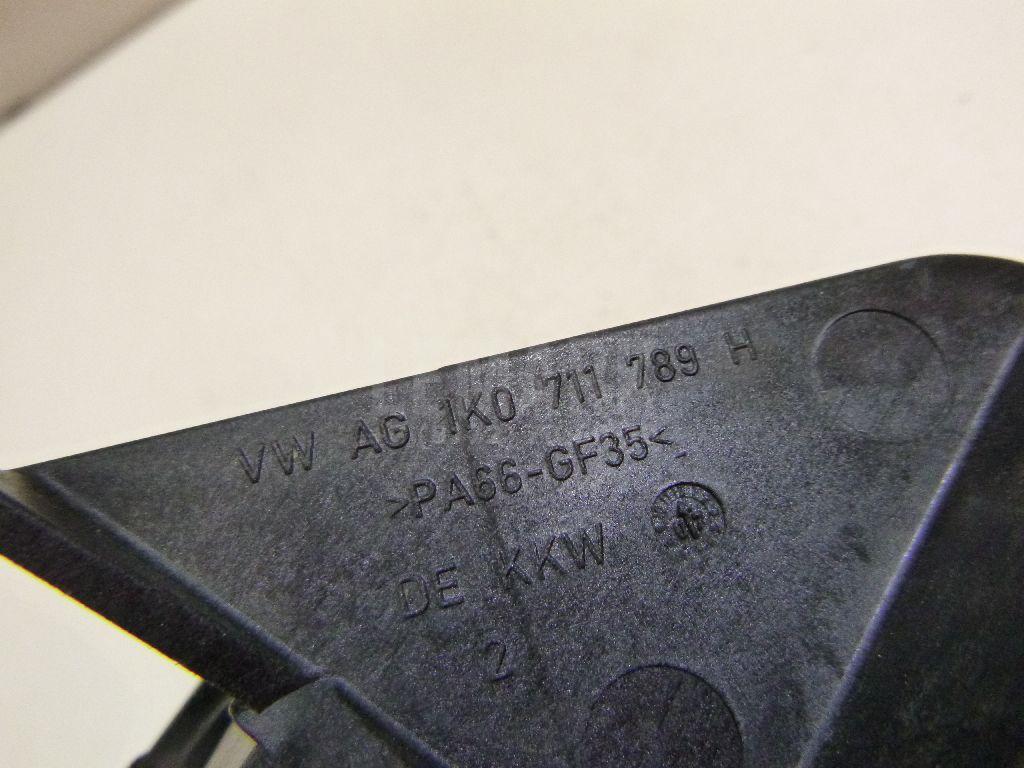 VW AG 1K0 711 789 H
>PA66-GF35<
DE KKW
2